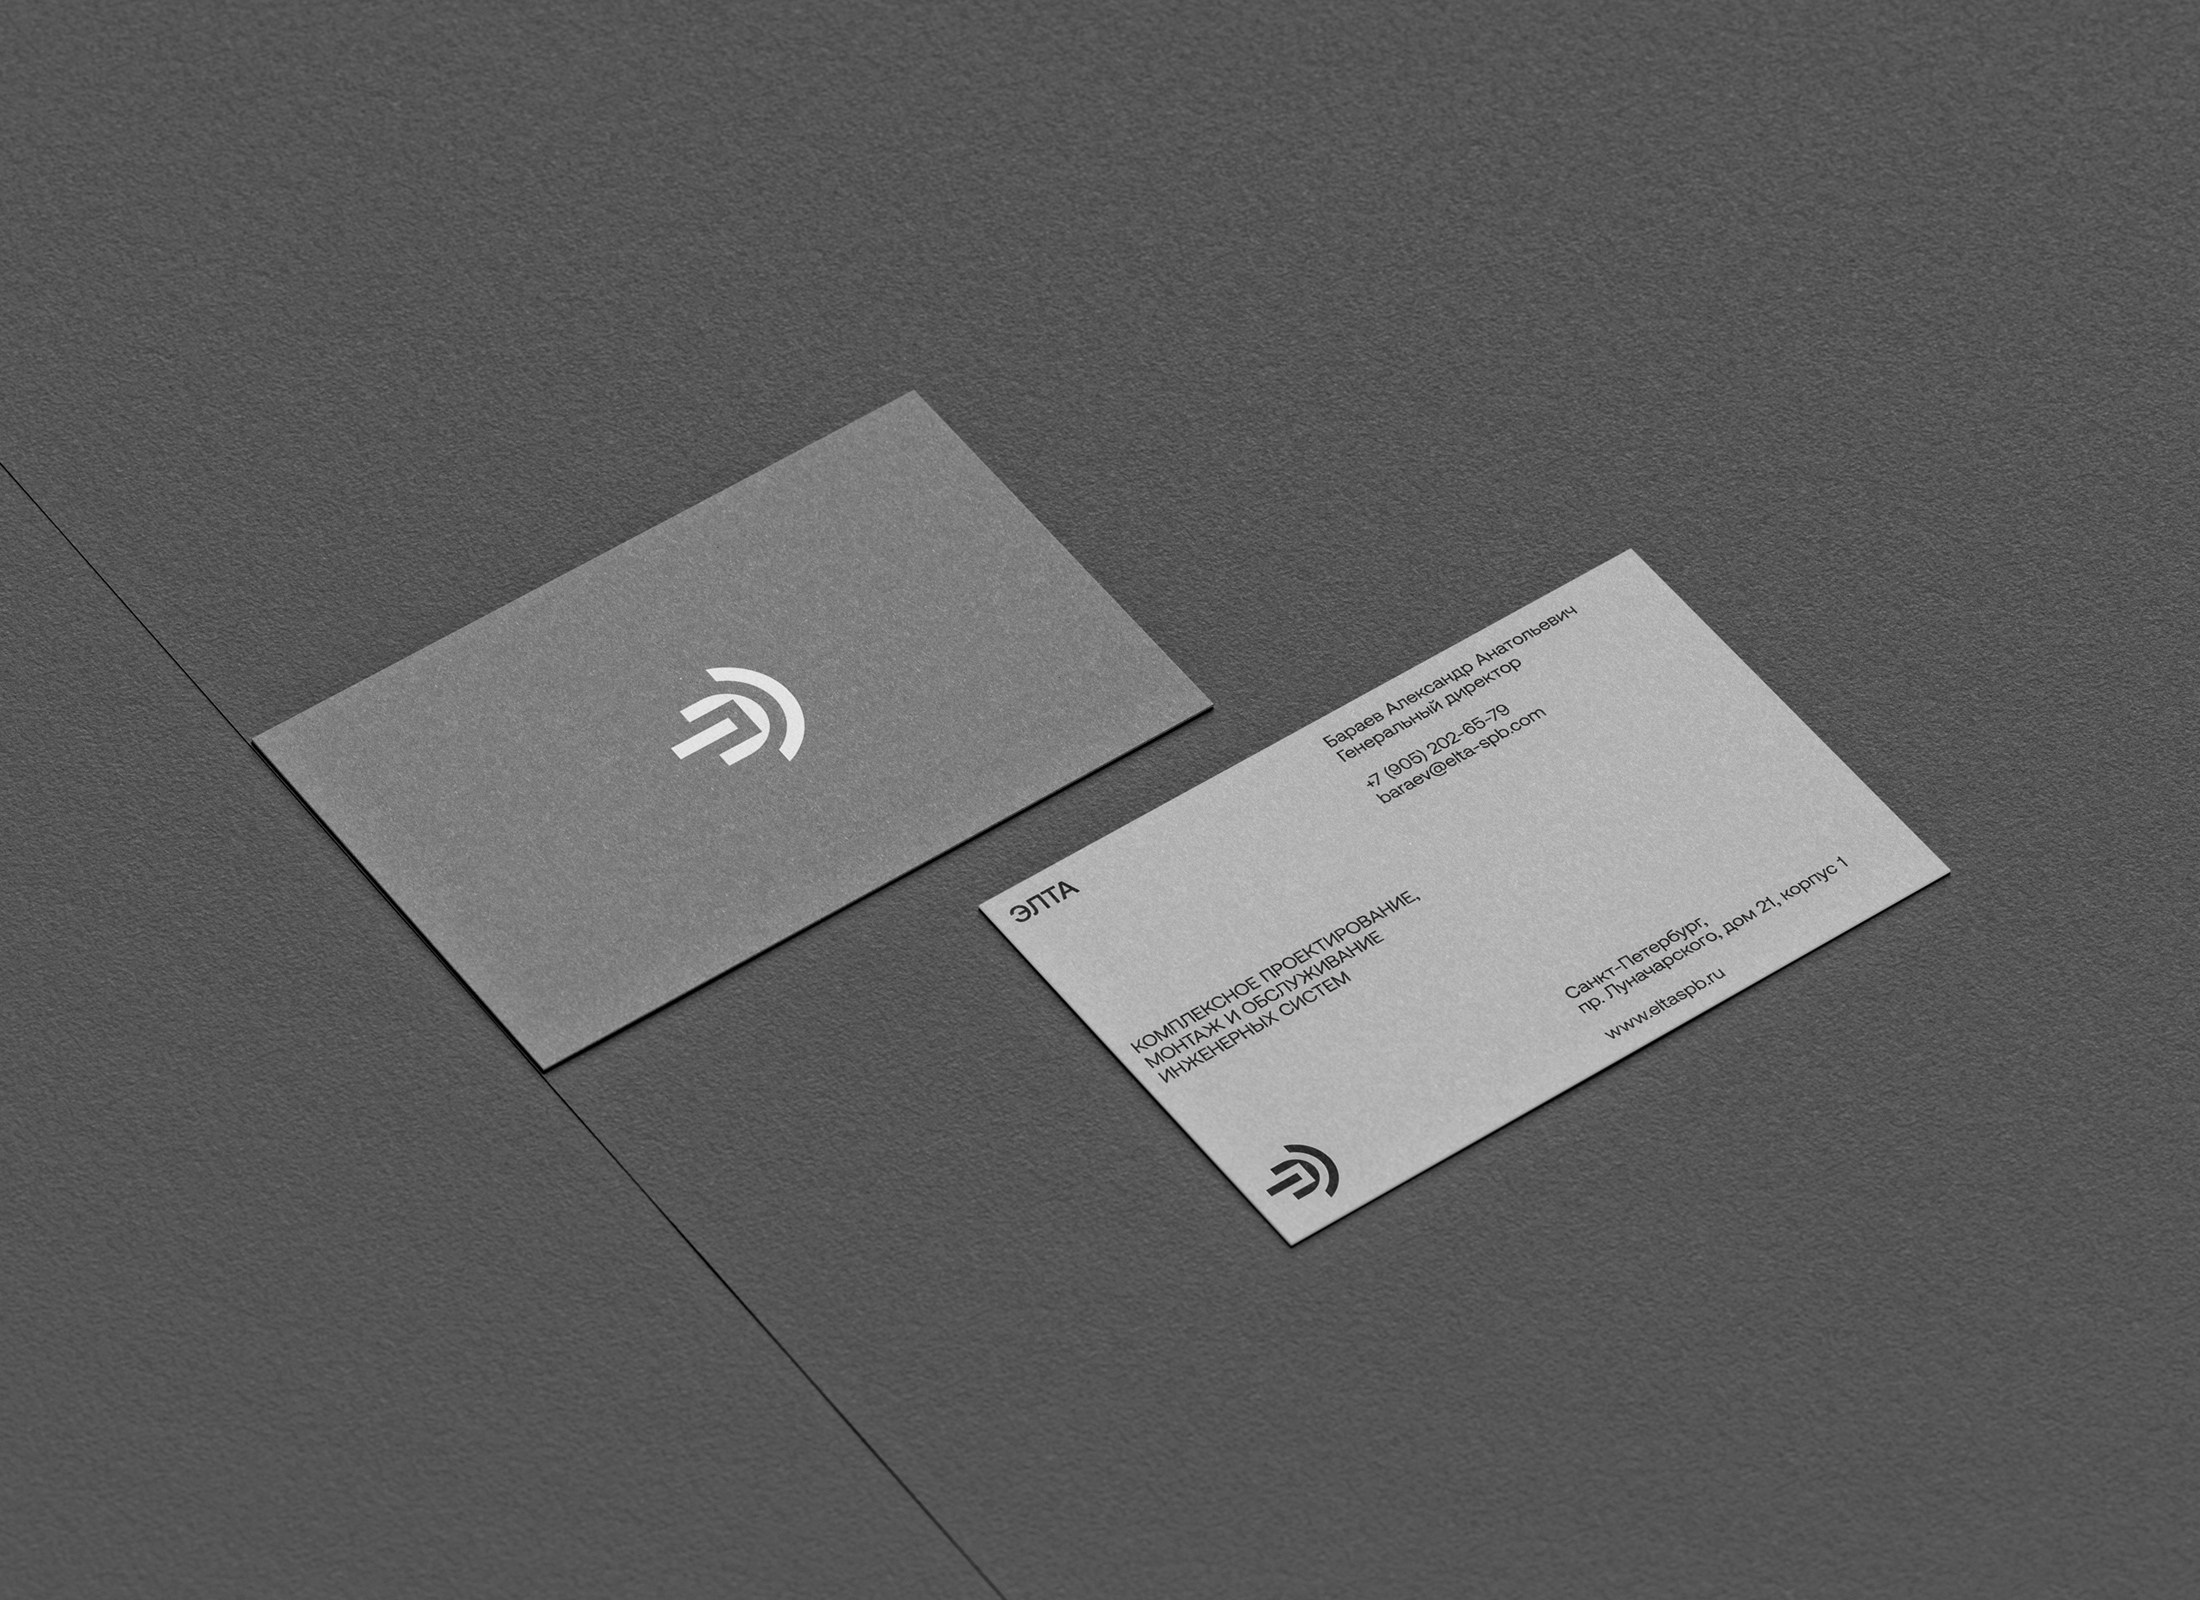 ЭЛТА
КОМПЛЕКСНОЕ ПРОЕКТИРОВАНИЕ,
МОНТАЖ И ОБСЛУЖИВАНИЕ
ИНЖЕНЕРНЫХ СИСТЕМ
Бараев Александр Анатольевич
Генеральный директор
+7 (905) 202-65-79
baraev@elta-spb.com
Санкт-Петербург,
пр. Луначарского, дом 21, корпус 1
www.eltaspb.ru